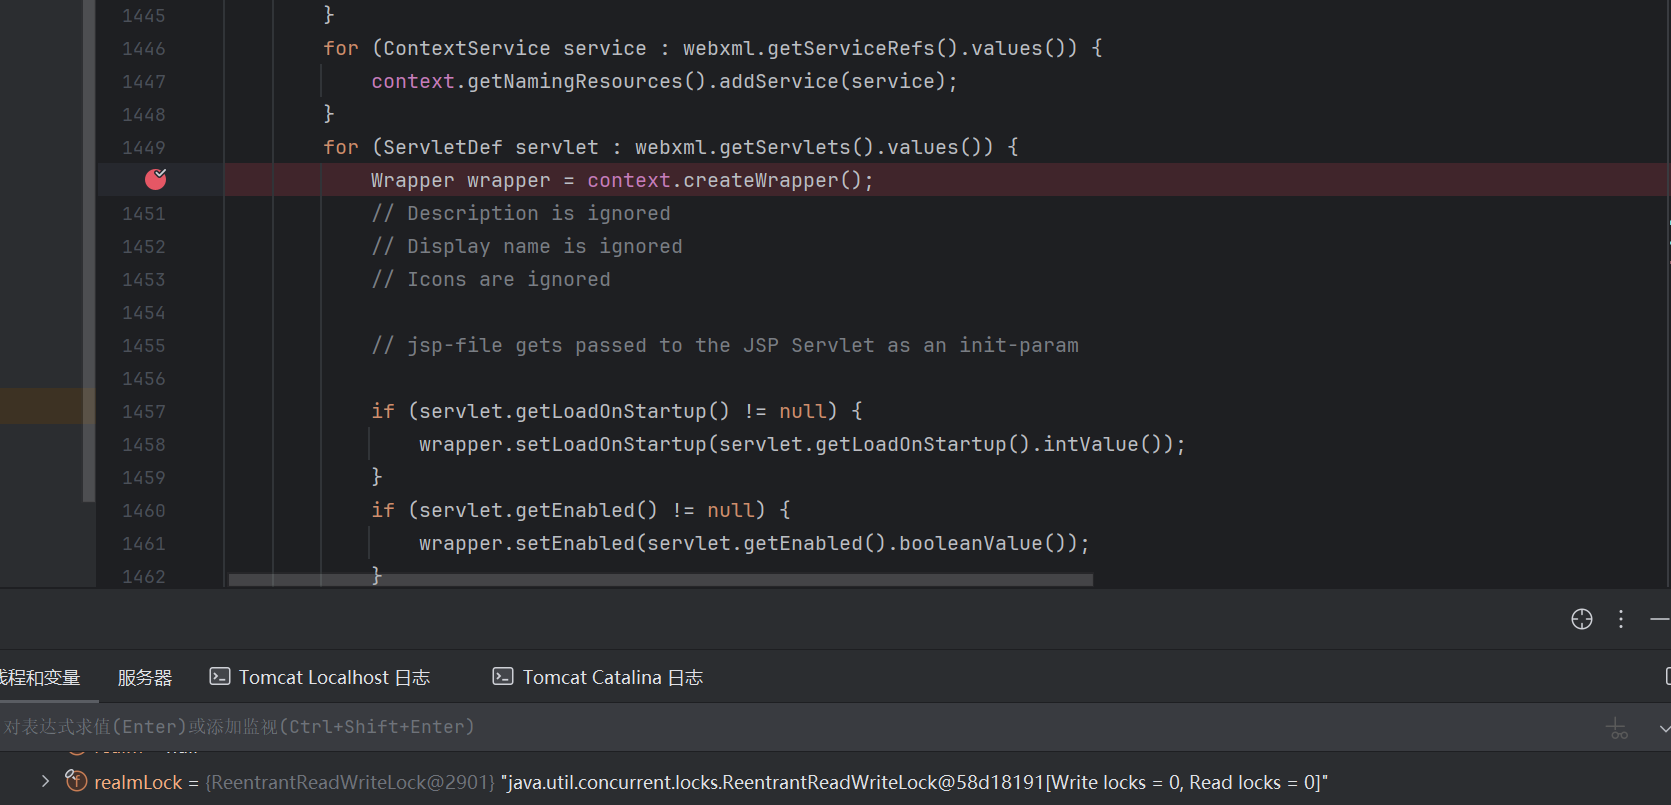 1445 }
1446 for (ContextService service : webxml.getServiceRefs().values()) {
1447 context.getNamingResources().addService(service);
1448 }
1449 for (ServletDef servlet : webxml.getServlets().values()) {
Wrapper wrapper = context.createWrapper();
1451 // Description is ignored
1452 // Display name is ignored
1453 // Icons are ignored
1454
1455 // jsp-file gets passed to the JSP Servlet as an init-param
1456
1457 if (servlet.getLoadOnStartup() != null) {
1458 wrapper.setLoadOnStartup(servlet.getLoadOnStartup().intValue());
1459 }
1460 if (servlet.getEnabled() != null) {
1461 wrapper.setEnabled(servlet.getEnabled().booleanValue());
1462 }
程和变量 服务器 Tomcat Localhost 日志 Tomcat Catalina 日志
对表达式求值(Enter)或添加监视(Ctrl+Shift+Enter)
realmLock = {ReentrantReadWriteLock@2901} "java.util.concurrent.locks.ReentrantReadWriteLock@58d18191[Write locks = 0, Read locks = 0]"